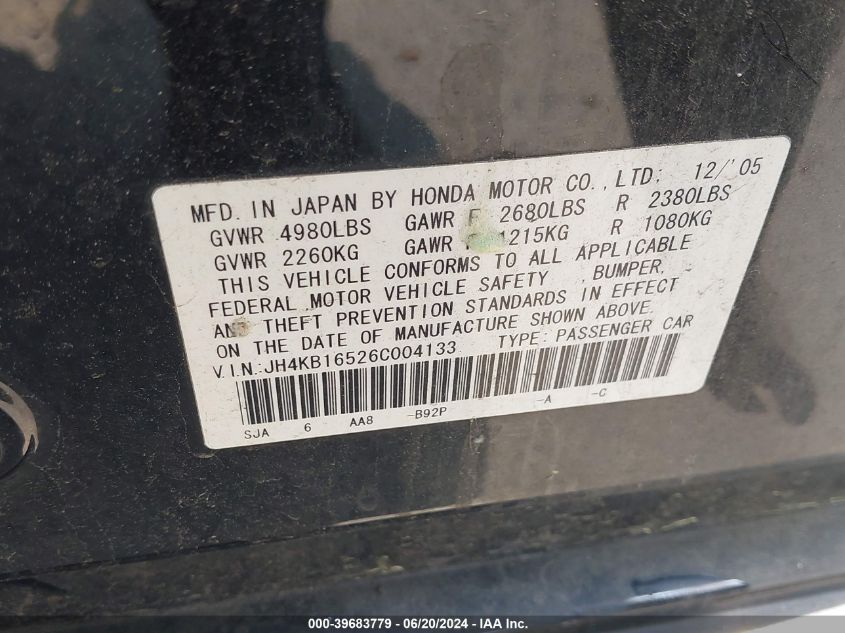 MFD. IN JAPAN BY HONDA MOTOR CO., LTD: 12/'05
GVWR 4980LBS GAWR F 2680LBS R 2380LBS
GVWR 2260KG GAWR 1215KG R 1080KG
THIS VEHICLE CONFORMS TO ALL APPLICABLE
FEDERAL MOTOR VEHICLE SAFETY, BUMPER,
AND THEFT PREVENTION STANDARDS IN EFFECT
ON THE DATE OF MANUFACTURE SHOWN ABOVE.
V.I.N.:JH4KB16526C004133 TYPE: PASSENGER CAR
SJA 6 AA8 -B92P -A -C
000-39683779 / 06/20/2024 - IAA Inc.